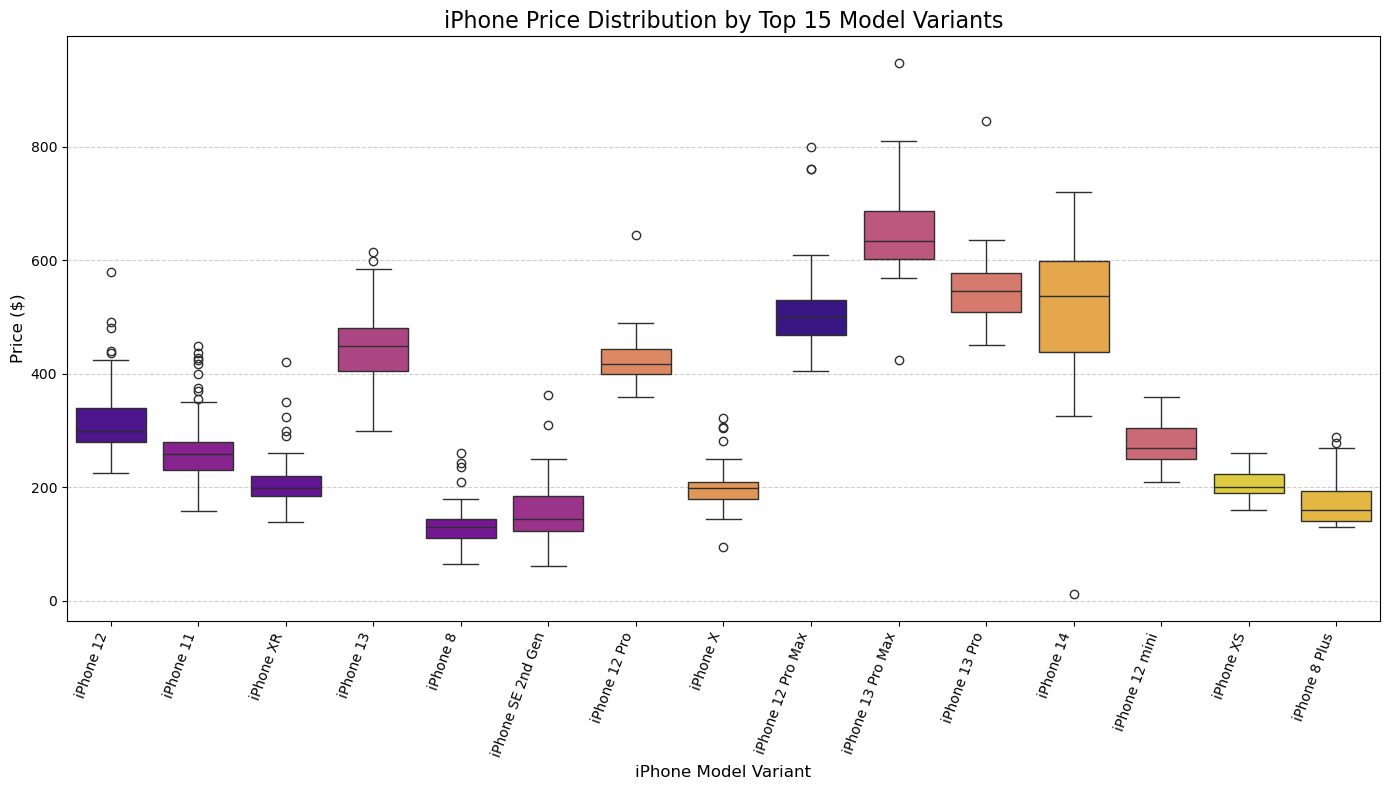 iPhone Price Distribution by Top 15 Model Variants
Price ($)
800
600
400
200
0
iPhone 12
iPhone 11
iPhone XR
iPhone 13
iPhone 8
iPhone SE 2nd Gen
iPhone 12 Pro
iPhone X
iPhone 12 Pro Max
iPhone 13 Pro Max
iPhone 13 Pro
iPhone 14
iPhone 12 mini
iPhone XS
iPhone 8 Plus
iPhone Model Variant